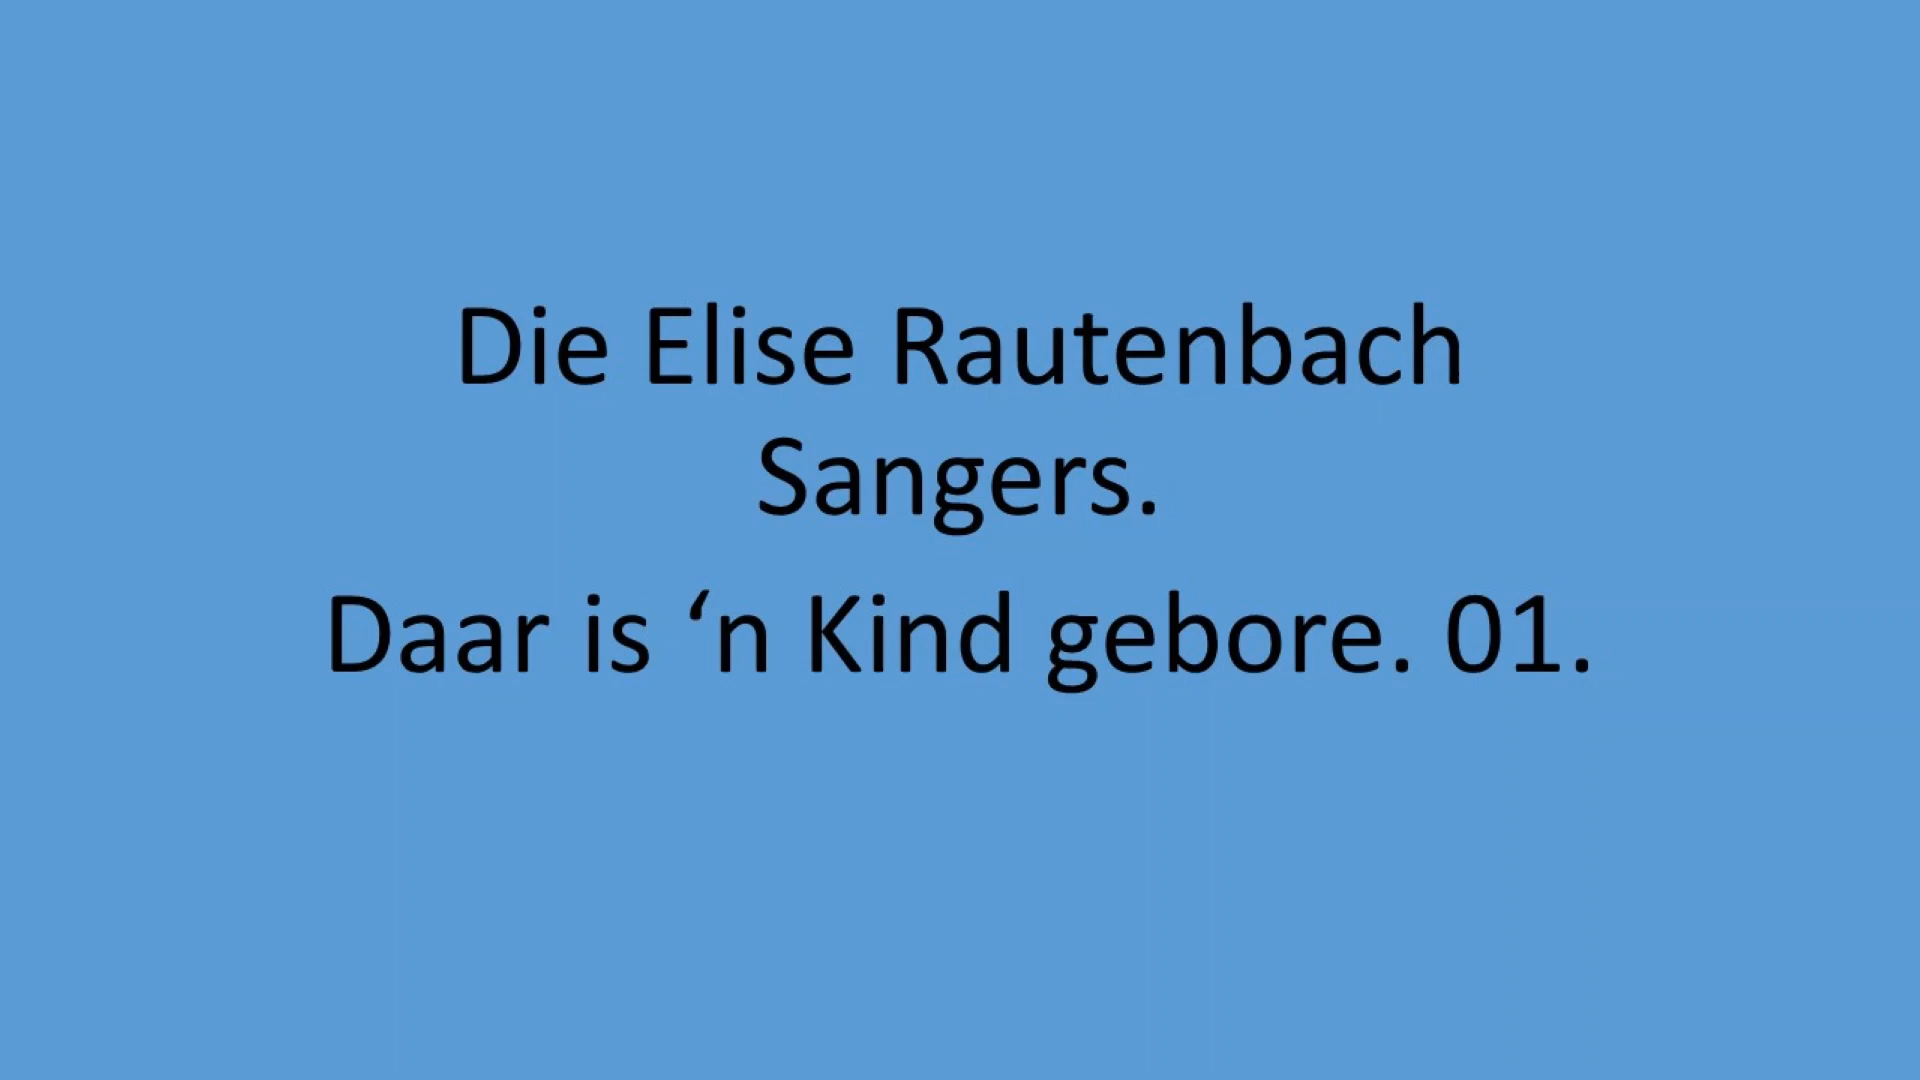 Die Elise Rautenbach
Sangers.
Daar is ‘n Kind gebore. 01.